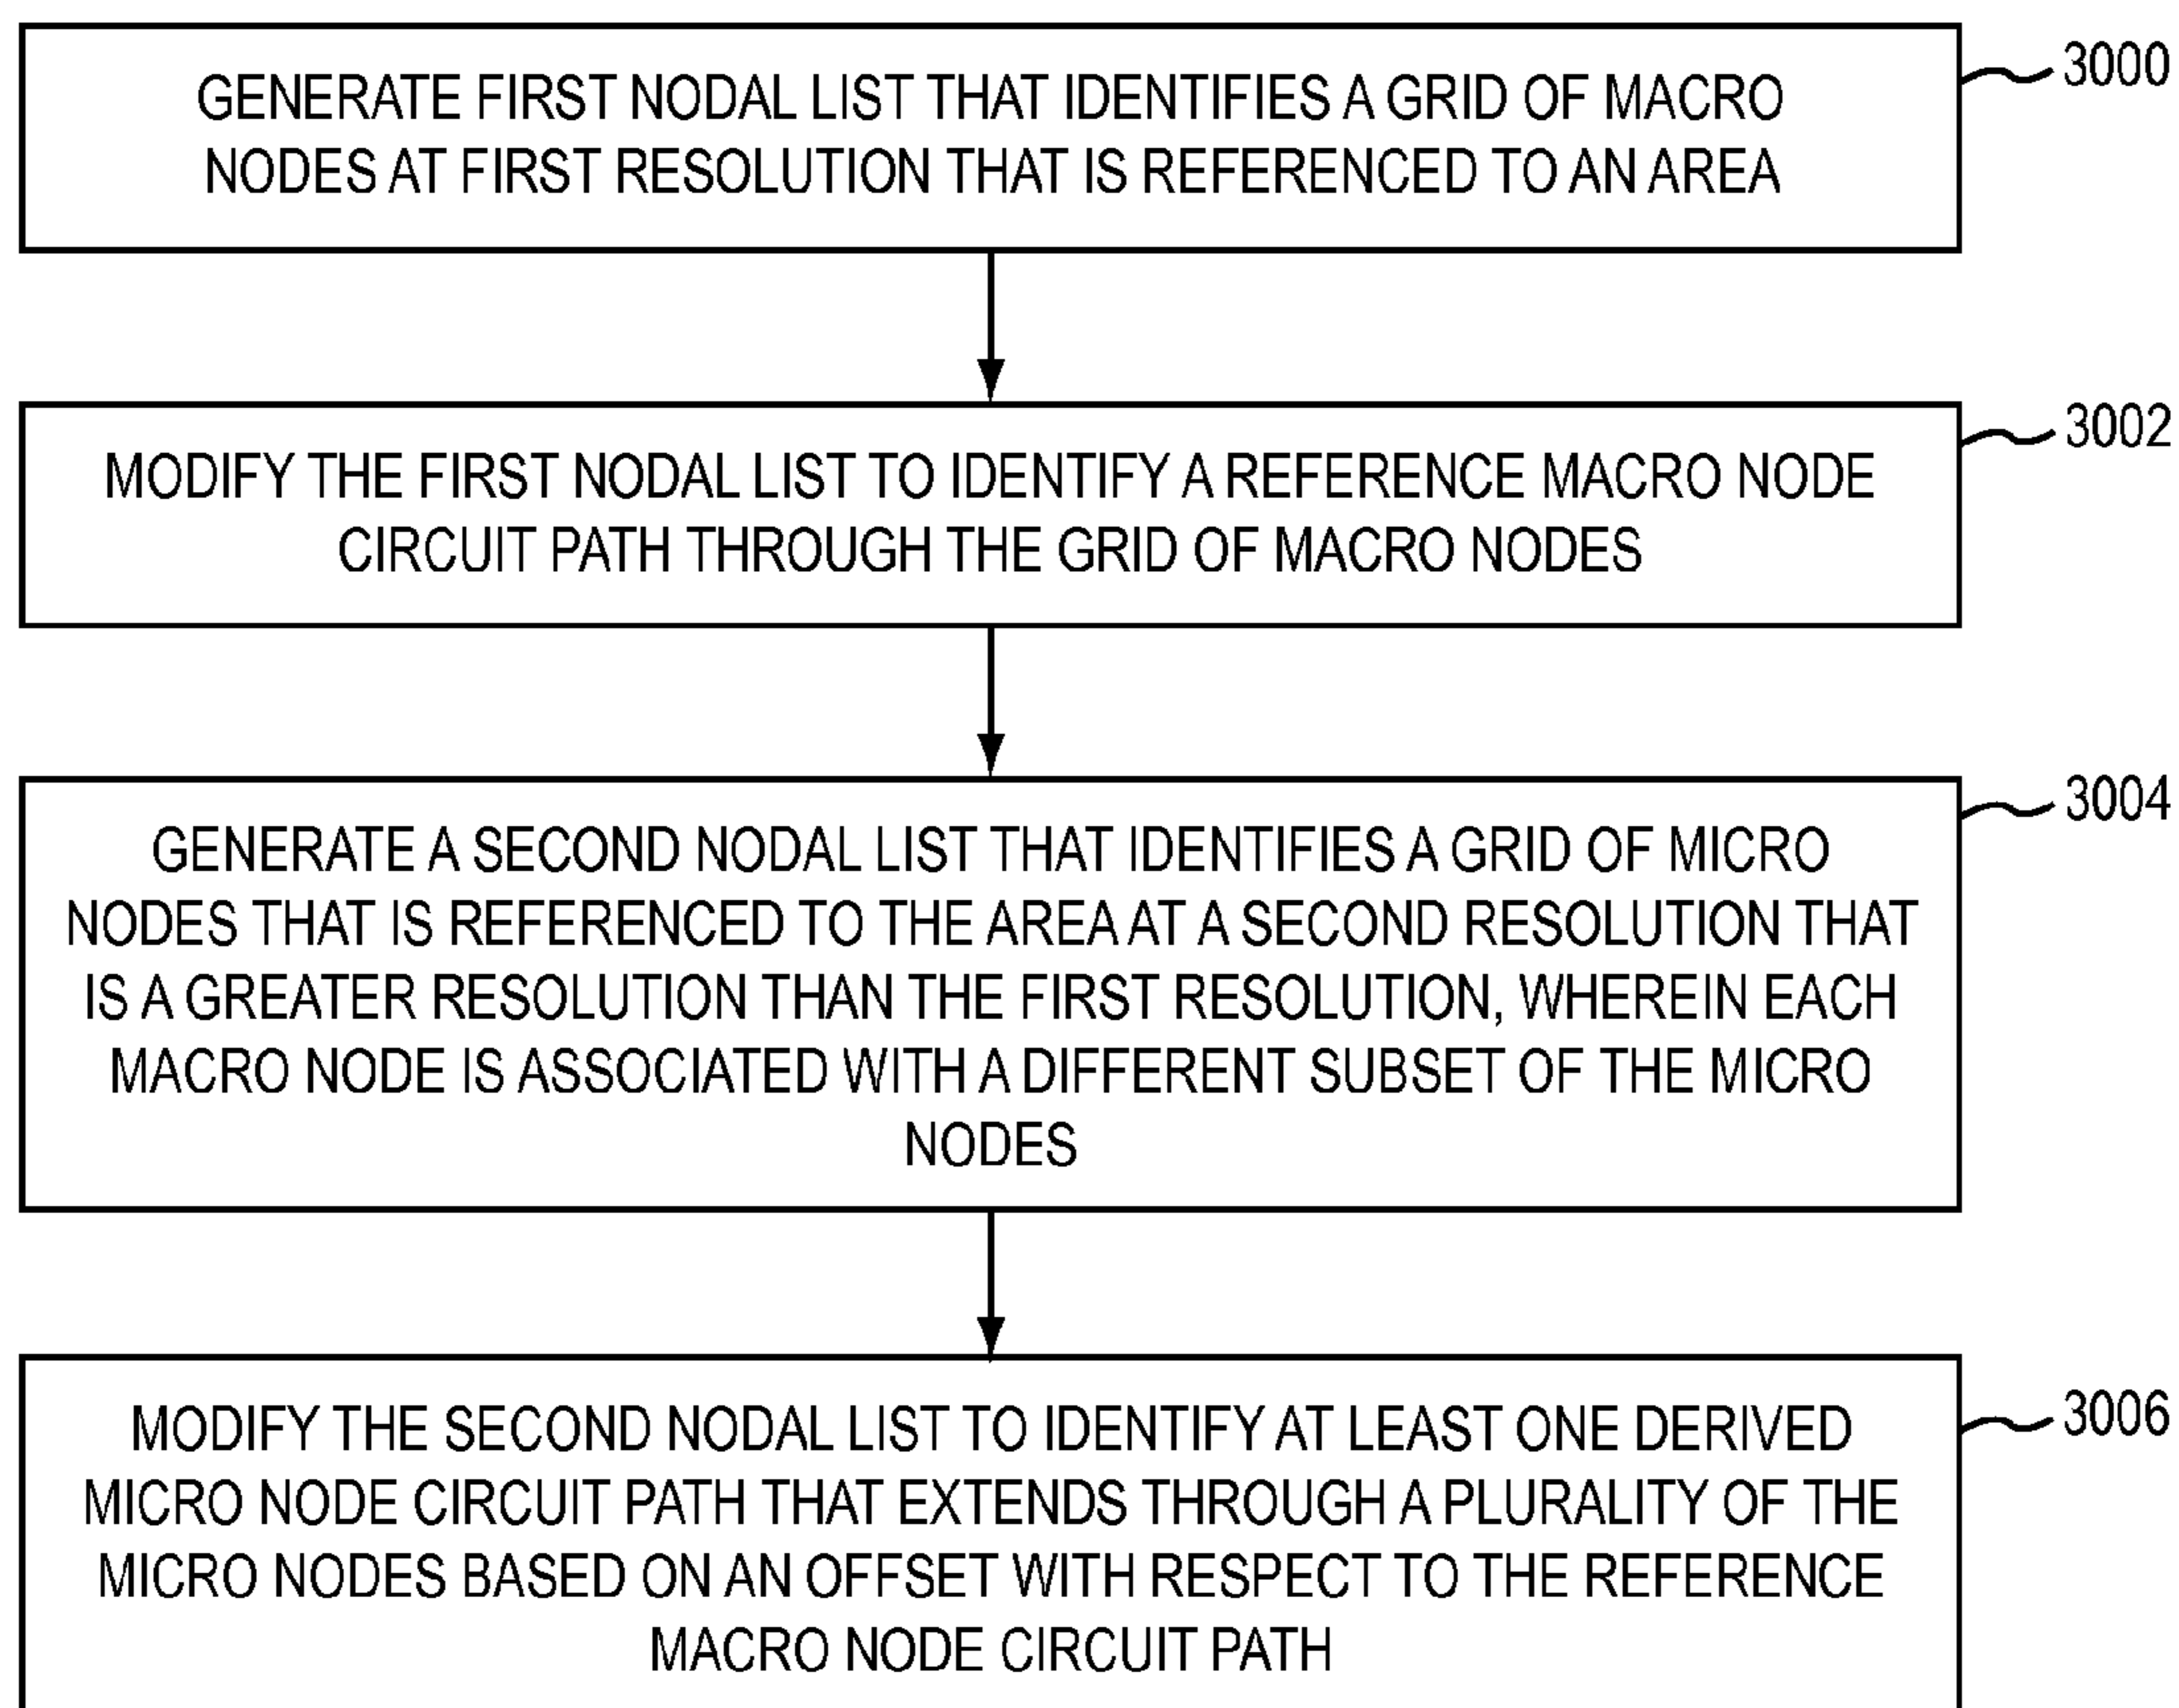 GENERATE FIRST NODAL LIST THAT IDENTIFIES A GRID OF MACRO
NODES AT FIRST RESOLUTION THAT IS REFERENCED TO AN AREA
3000
MODIFY THE FIRST NODAL LIST TO IDENTIFY A REFERENCE MACRO NODE
CIRCUIT PATH THROUGH THE GRID OF MACRO NODES
3002
GENERATE A SECOND NODAL LIST THAT IDENTIFIES A GRID OF MICRO
NODES THAT IS REFERENCED TO THE AREA AT A SECOND RESOLUTION THAT
IS A GREATER RESOLUTION THAN THE FIRST RESOLUTION, WHEREIN EACH
MACRO NODE IS ASSOCIATED WITH A DIFFERENT SUBSET OF THE MICRO
NODES
3004
MODIFY THE SECOND NODAL LIST TO IDENTIFY AT LEAST ONE DERIVED
MICRO NODE CIRCUIT PATH THAT EXTENDS THROUGH A PLURALITY OF THE
MICRO NODES BASED ON AN OFFSET WITH RESPECT TO THE REFERENCE
MACRO NODE CIRCUIT PATH
3006